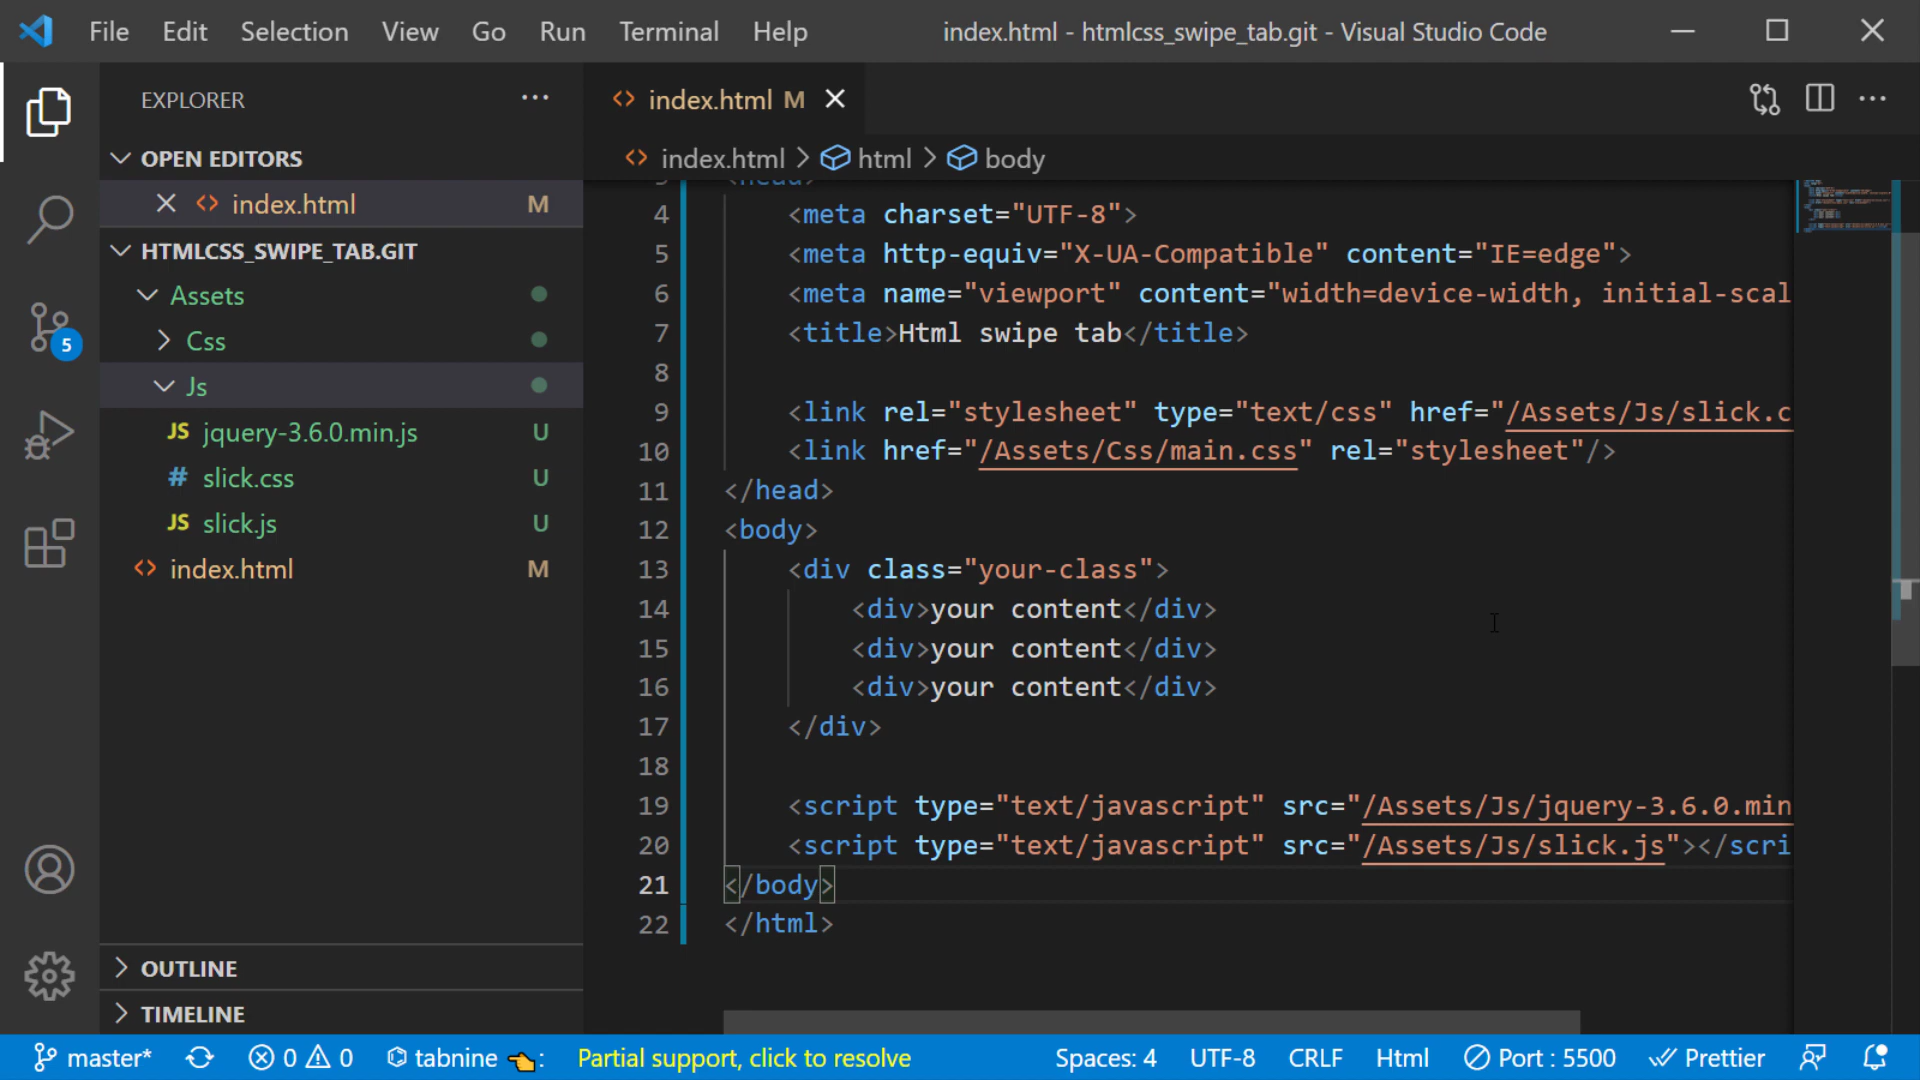 File Edit Selection View Go Run Terminal Help index.html - htmlcss_swipe_tab.git - Visual Studio Code
EXPLORER
OPEN EDITORS
index.html M
HTMLCSS_SWIPE_TAB.GIT
Assets
Css
Js
JS jquery-3.6.0.min.js U
# slick.css U
JS slick.js U
index.html M
OUTLINE
TIMELINE
5
index.html M
index.html > html > body
3 <head>
4 <meta charset="UTF-8">
5 <meta http-equiv="X-UA-Compatible" content="IE=edge">
6 <meta name="viewport" content="width=device-width, initial-scal
7 <title>Html swipe tab</title>
8
9 <link rel="stylesheet" type="text/css" href="/Assets/Js/slick.c
10 <link href="/Assets/Css/main.css" rel="stylesheet"/>
11 </head>
12 <body>
13 <div class="your-class">
14 <div>your content</div>
15 <div>your content</div>
16 <div>your content</div>
17 </div>
18
19 <script type="text/javascript" src="/Assets/Js/jquery-3.6.0.min
20 <script type="text/javascript" src="/Assets/Js/slick.js"></scri
21 </body>
22 </html>
master* 0 0 tabnine : Partial support, click to resolve Spaces: 4 UTF-8 CRLF Html Port : 5500 Prettier